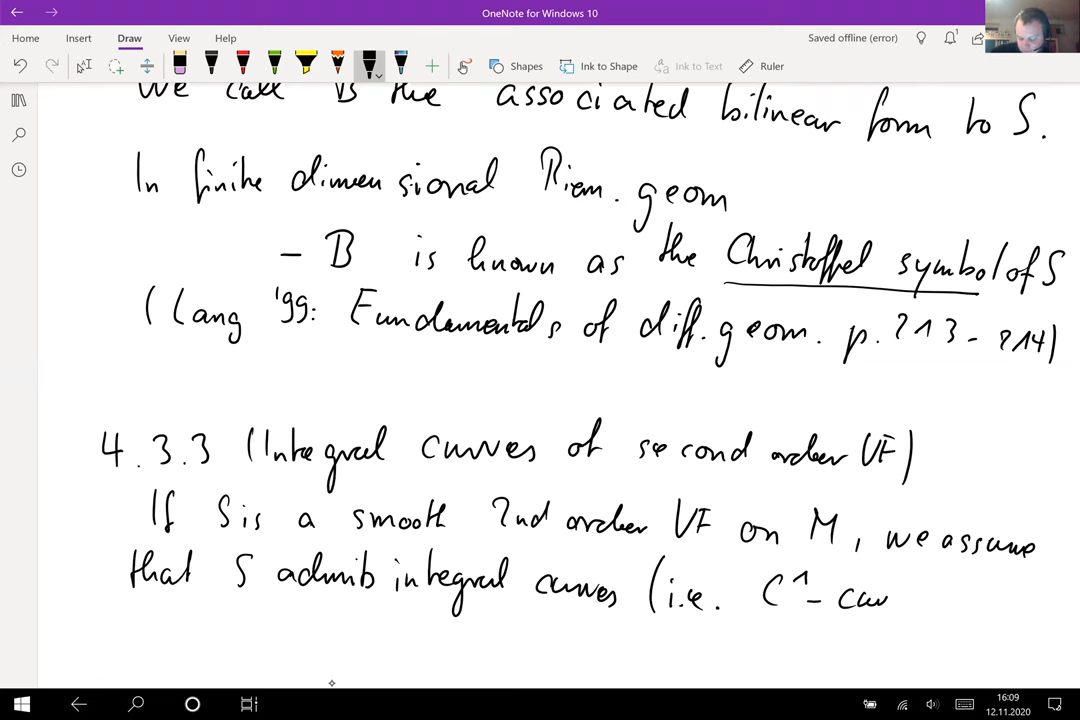 OneNote for Windows 10
Home Insert Draw View Help Saved offline (error)
Shapes Ink to Shape Ink to Text Ruler
We call B the associated bilinear form to S.
In finite dimensional Riem. geom
- B is known as the Christoffel symbol of S
(Lang '99: Fundamentals of diff. geom. p. 213 - 214)
4.3.3 (Integral curves of second order VF)
If S is a smooth 2nd order VF on M, we assume
that S admits integral curves (i.e. C^1 - cur
16:09
12.11.2020